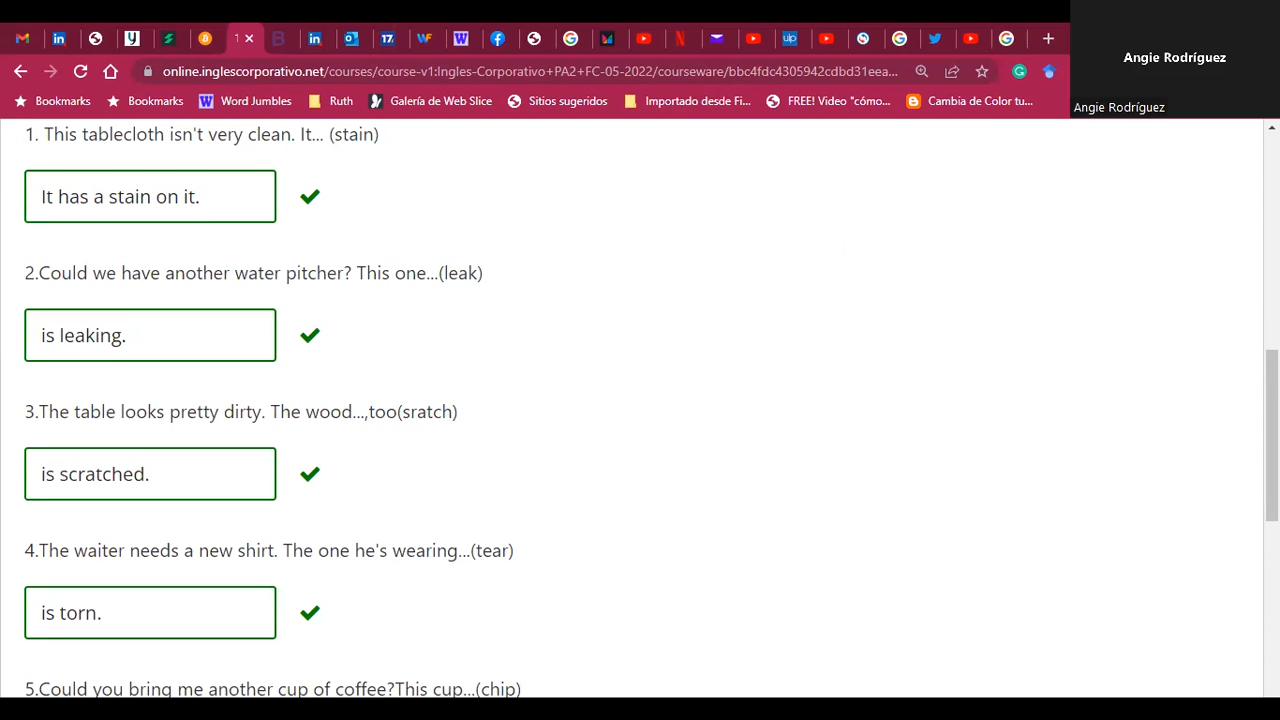 Angie Rodríguez
Angie Rodríguez
online.inglescorporativo.net/courses/course-v1:Ingles-Corporativo+PA2+FC-05-2022/courseware/bbc4fdc4305942cdbd31eea...
Bookmarks Bookmarks Word Jumbles Ruth Galería de Web Slice Sitios sugeridos Importado desde Fi... FREE! Video "cómo... Cambia de Color tu...
1. This tablecloth isn't very clean. It... (stain)
It has a stain on it.
2.Could we have another water pitcher? This one...(leak)
is leaking.
3.The table looks pretty dirty. The wood...,too(sratch)
is scratched.
4.The waiter needs a new shirt. The one he's wearing...(tear)
is torn.
5.Could you bring me another cup of coffee?This cup...(chip)